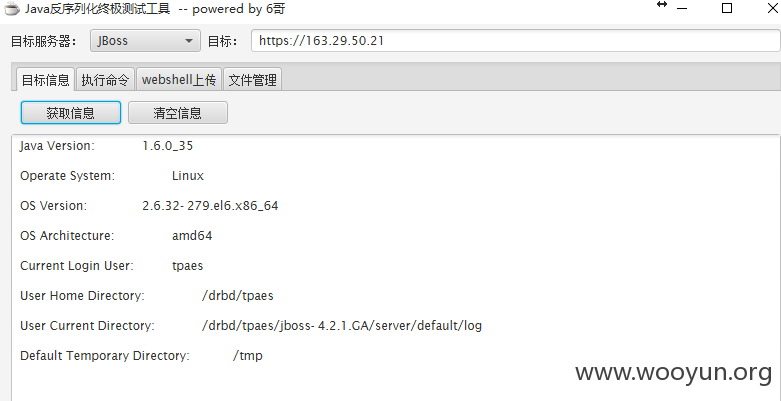 Java反序列化终极测试工具 -- powered by 6哥
目标服务器： JBoss 目标： https://163.29.50.21
目标信息 执行命令 webshell上传 文件管理
获取信息 清空信息
Java Version: 1.6.0_35
Operate System: Linux
OS Version: 2.6.32-279.el6.x86_64
OS Architecture: amd64
Current Login User: tpaes
User Home Directory: /drbd/tpaes
User Current Directory: /drbd/tpaes/jboss-4.2.1.GA/server/default/log
Default Temporary Directory: /tmp
www.wooyun.org